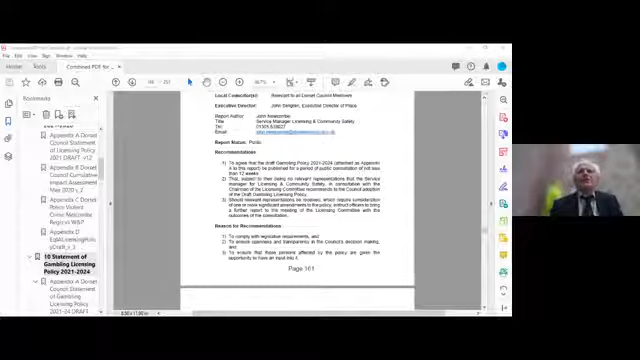 Home
Tools
Combined PDF for
Bookmarks
Appendix A Dorset
Council Statement
of Licensing Policy
2021 DRAFT
Appendix B Dorset
Cumulative Impact
Assessment
Appendix C Dorset
Police Violent
Crime
Appendix D
10 Statement of
Gambling Licensing
Policy 2021-2024
Appendix A Dorset
Council Statement
of Gambling
Licensing Policy
2021-24 DRAFT
Local Councillor(s): Relevant to all Dorset Council Members
Executive Director: John Sellgren, Executive Director of Place
Report Author: John Newcombe
Title Service Manager Licensing & Community Safety
Tel:
Email:
Report Status: Public
Recommendations
1) To agree that the draft Gambling Policy 2021-2024 (attached as Appendix
A to this report) be published for a period of public consultation of not less
than 12 weeks
2) That, subject to there being no relevant representations that the Service
manager for Licensing & Community Safety, in consultation with the
Chairman of the Licensing Committee recommends to the Council adoption
of the Draft Gambling Licensing Policy.
3) Should relevant representations be received, which require consideration
of one or more significant amendments to the policy, instruct officers to bring
a further report to the meeting of the Licensing Committee with the
outcomes of the consultation.
Reason for Recommendations:
1) To comply with legislative requirements, and
2) To ensure openness and transparency in the Council's decision making,
and
3) To ensure that those persons affected by the policy are given the
opportunity to have an input into it.
Page 161